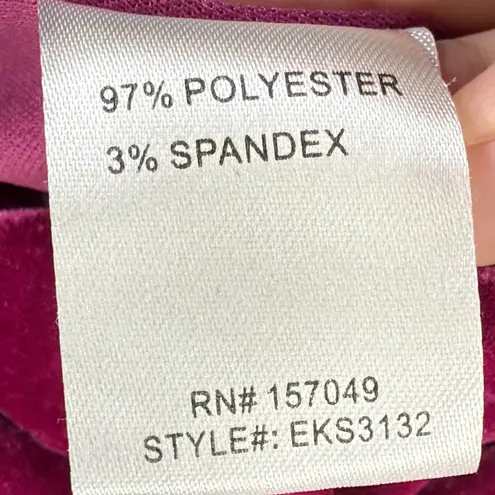 97% POLYESTER
3% SPANDEX
RN# 157049
STYLE#: EKS3132